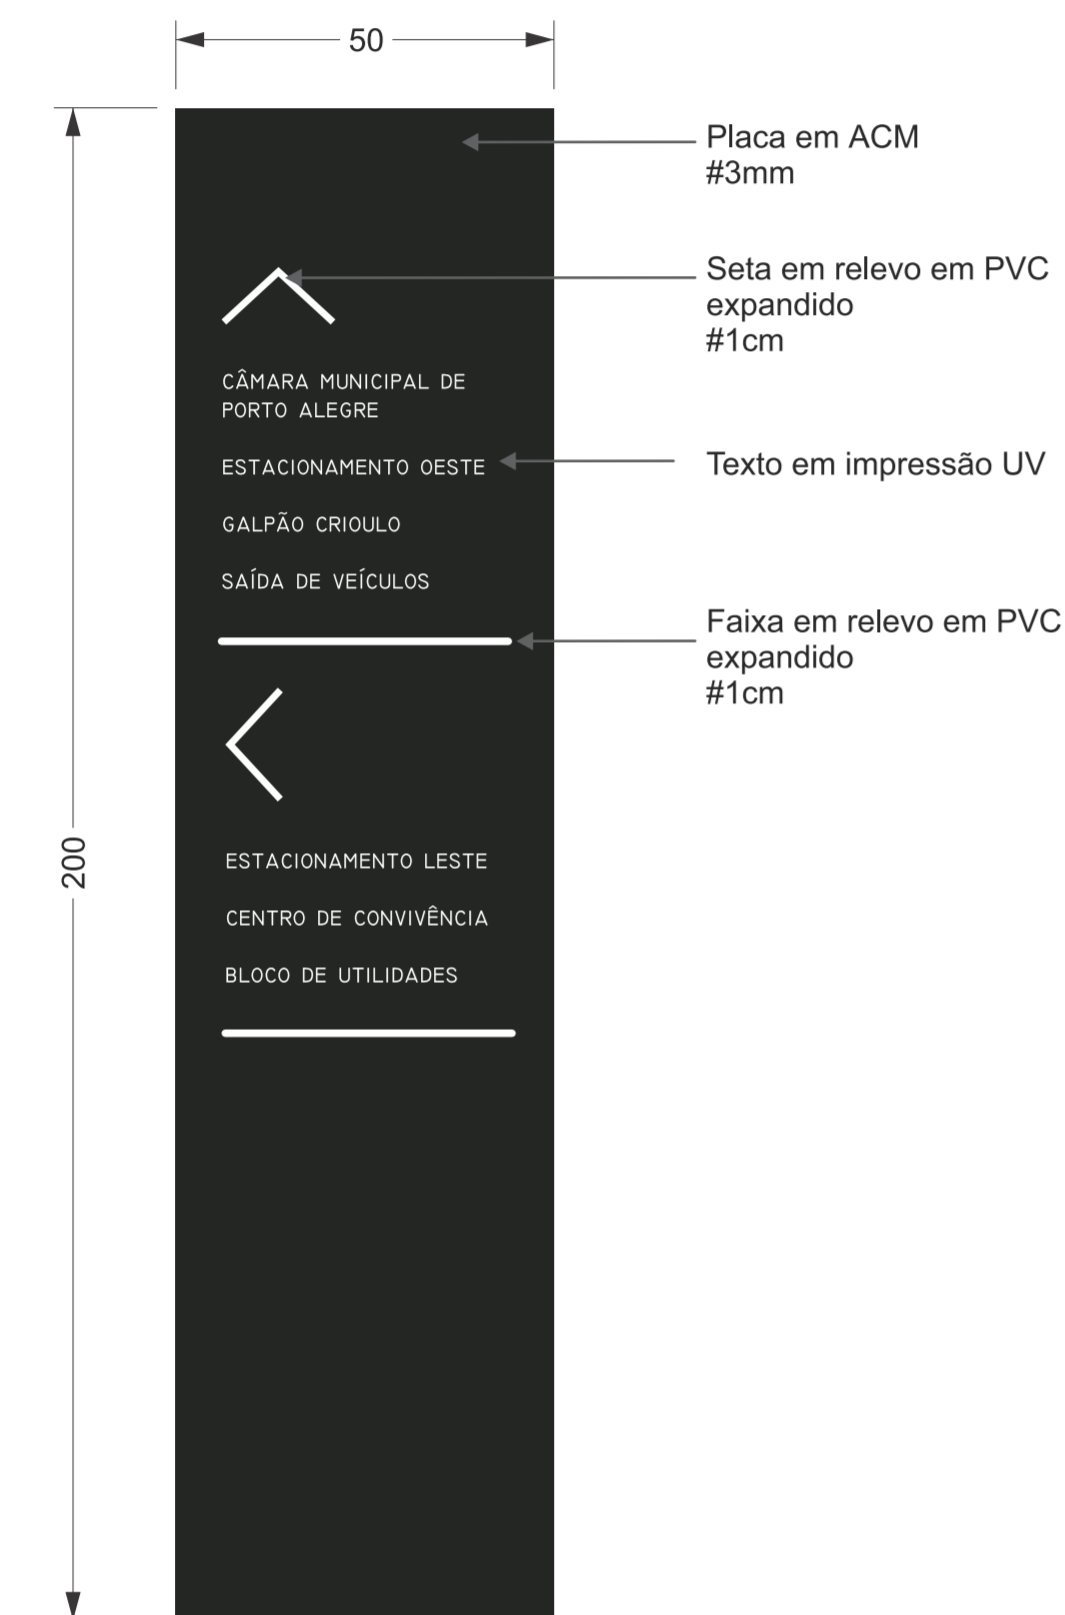 50
Placa em ACM
#3mm
Seta em relevo em PVC
expandido
#1cm
CÂMARA MUNICIPAL DE
PORTO ALEGRE
ESTACIONAMENTO OESTE
Texto em impressão UV
GALPÃO CRIOULO
SAÍDA DE VEÍCULOS
Faixa em relevo em PVC
expandido
#1cm
200
ESTACIONAMENTO LESTE
CENTRO DE CONVIVÊNCIA
BLOCO DE UTILIDADES